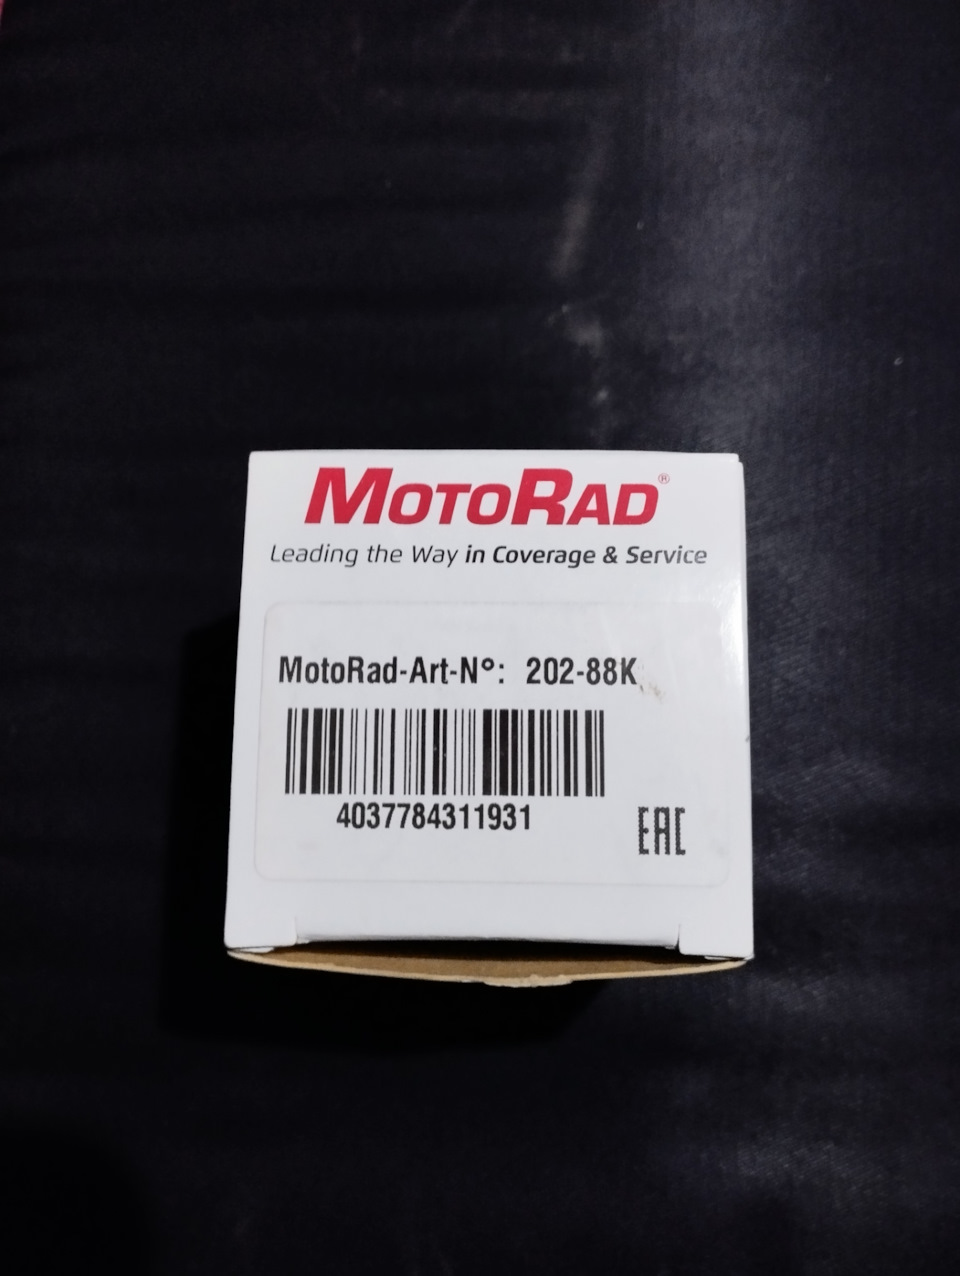 MOTORAD®
Leading the Way in Coverage & Service
MotoRad-Art-N°: 202-88K
4037784311931
EAC